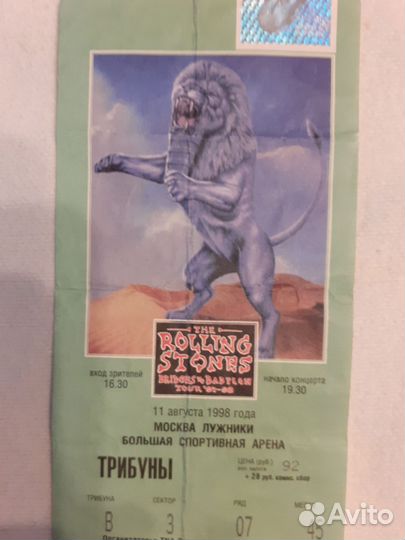 THE
ROLLING
STONES
BRIDGES TO BABYLON
TOUR '97-98
вход зрителей
16.30
начало концерта
19.30
11 августа 1998 года
МОСКВА ЛУЖНИКИ
БОЛЬШАЯ СПОРТИВНАЯ АРЕНА
ТРИБУНЫ
ЦЕНА (руб.) 92
+ 28 руб. комис. сбор
ТРИБУНА СЕКТОР РЯД МЕСТО
B 3 07 45
Avito